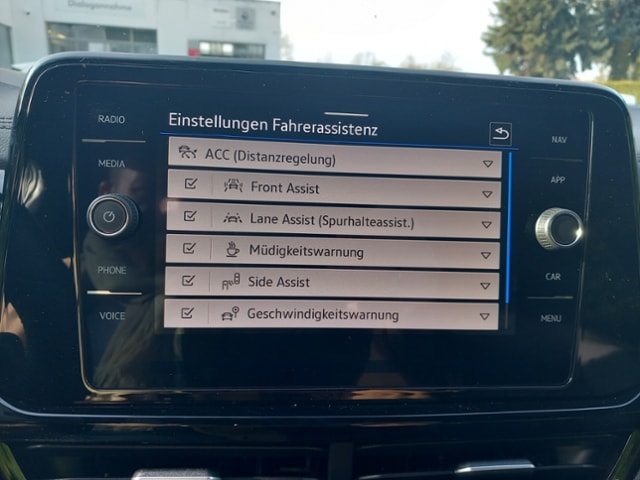 Dialogannahme
RADIO
MEDIA
PHONE
VOICE
Einstellungen Fahrerassistenz
ACC (Distanzregelung)
Front Assist
Lane Assist (Spurhalteassist.)
Müdigkeitswarnung
Side Assist
Geschwindigkeitswarnung
NAV
APP
CAR
MENU